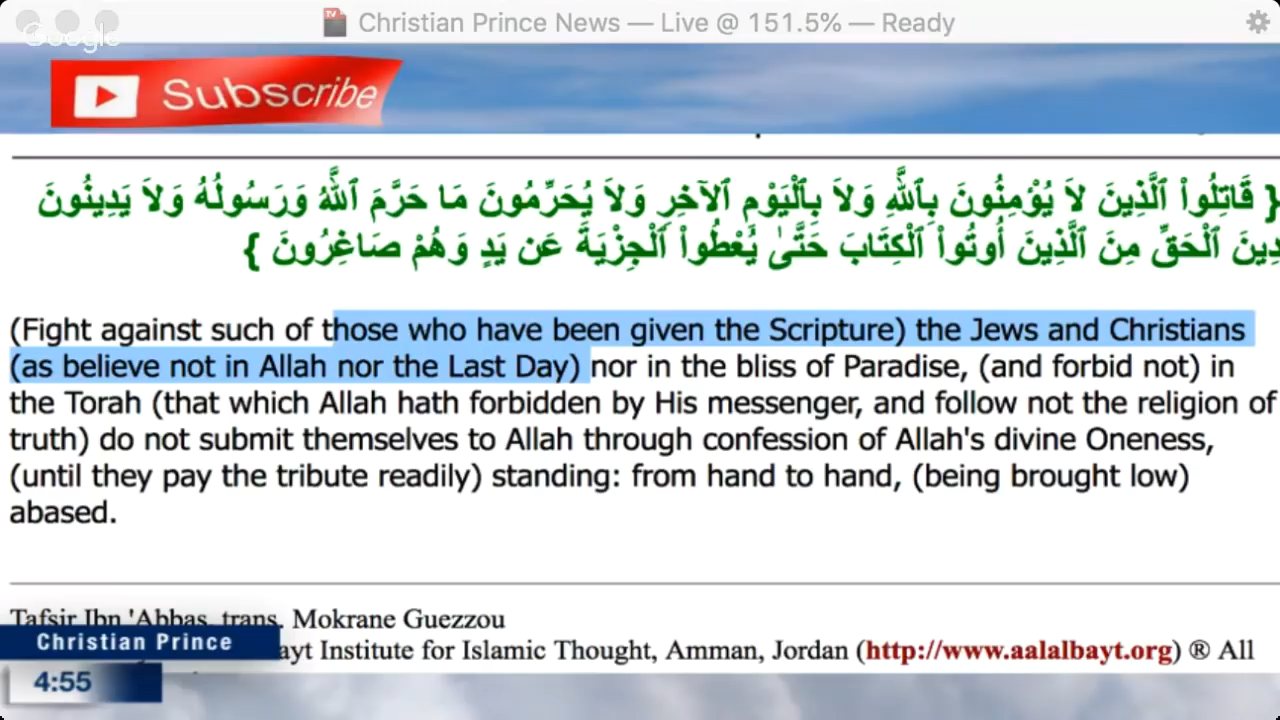 Christian Prince News — Live @ 151.5% — Ready
Google
Subscribe
{ قَاتِلُواْ ٱلَّذِينَ لاَ يُؤْمِنُونَ بِٱللَّهِ وَلاَ بِٱلْيَوْمِ ٱلآخِرِ وَلاَ يُحَرِّمُونَ مَا حَرَّمَ ٱللَّهُ وَرَسُولُهُ وَلاَ يَدِينُونَ
دِينَ ٱلْحَقِّ مِنَ ٱلَّذِينَ أُوتُواْ ٱلْكِتَابَ حَتَّىٰ يُعْطُواْ ٱلْجِزْيَةَ عَن يَدٍ وَهُمْ صَاغِرُونَ }
(Fight against such of those who have been given the Scripture) the Jews and Christians
(as believe not in Allah nor the Last Day) nor in the bliss of Paradise, (and forbid not) in
the Torah (that which Allah hath forbidden by His messenger, and follow not the religion of
truth) do not submit themselves to Allah through confession of Allah's divine Oneness,
(until they pay the tribute readily) standing: from hand to hand, (being brought low)
abased.
Tafsir Ibn 'Abbas, trans. Mokrane Guezzou
Christian Prince
ayt Institute for Islamic Thought, Amman, Jordan (http://www.aalalbayt.org) ® All
4:55